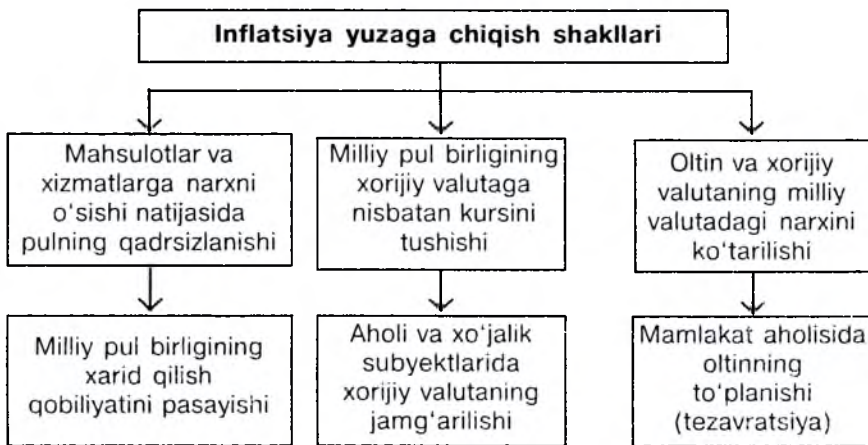 Inflatsiya yuzaga chiqish shakllari
Mahsulotlar va
xizmatlarga narxni
o‘sishi natijasida
pulning qadrsizlanishi
Milliy pul birligining
xorijiy valutaga
nisbatan kursini
tushishi
Oltin va xorijiy
valutaning milliy
valutadagi narxini
ko‘tarilishi
Milliy pul birligining
xarid qilish
qobiliyatini pasayishi
Aholi va xo‘jalik
subyektlarida
xorijiy valutaning
jamg‘arilishi
Mamlakat aholisida
oltinning
to‘planishi
(tezavratsiya)